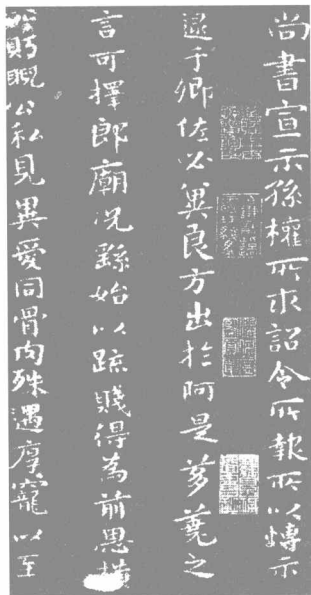 尚書宣示孫權所求詔令所報所以博示
逮于卿佐必冀良方出於阿是芻蕘之
言可擇郎廟況繇始以疏賤得為前恩橫
所盱睨公私見異愛同骨肉殊遇厚寵以至